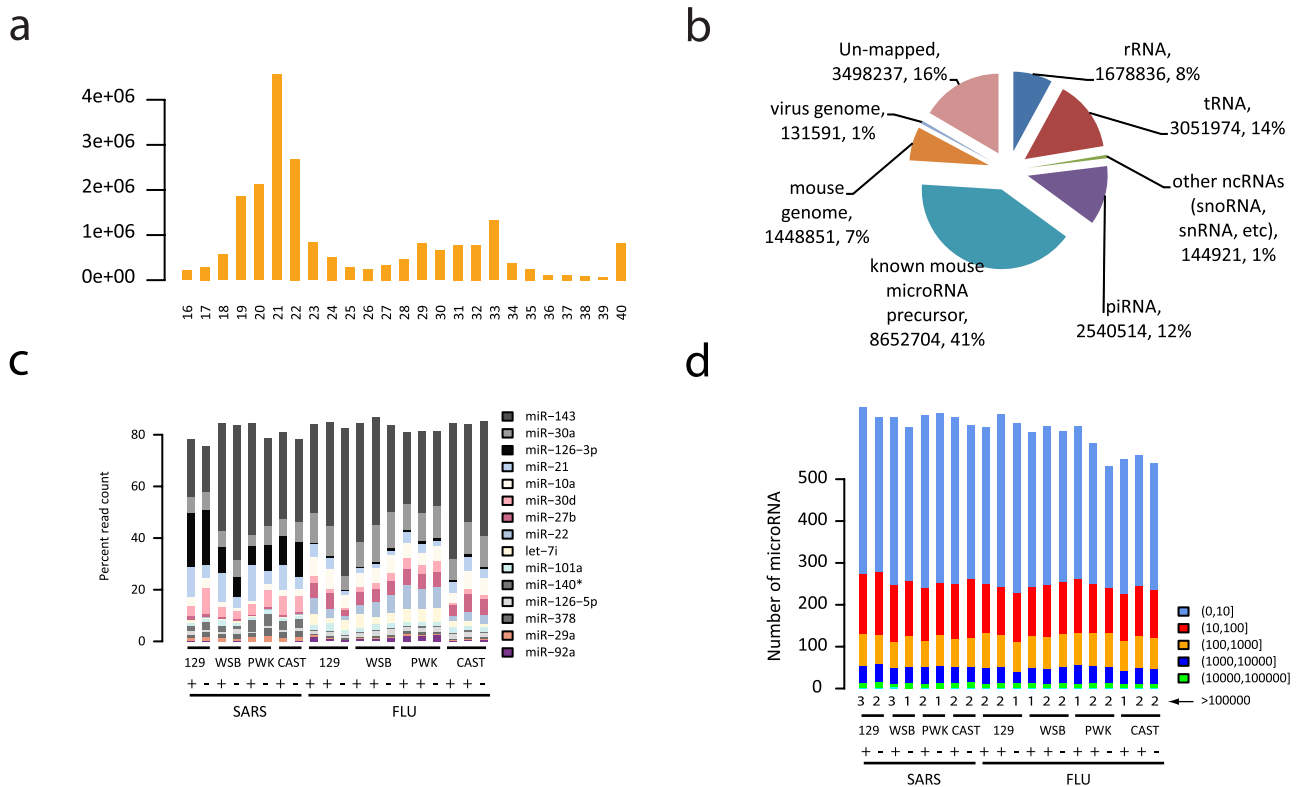 a
4e+06
3e+06
2e+06
1e+06
0e+00
16 17 18 19 20 21 22 23 24 25 26 27 28 29 30 31 32 33 34 35 36 37 38 39 40
b
Un-mapped,
3498237, 16%
rRNA,
1678836, 8%
virus genome,
131591, 1%
tRNA,
3051974, 14%
mouse
genome,
1448851, 7%
other ncRNAs
(snoRNA,
snRNA, etc),
144921, 1%
known mouse
microRNA
precursor,
8652704, 41%
piRNA,
2540514, 12%
c
Percent read count
80
60
40
20
0
miR-143
miR-30a
miR-126-3p
miR-21
miR-10a
miR-30d
miR-27b
miR-22
let-7i
miR-101a
miR-140*
miR-126-5p
miR-378
miR-29a
miR-92a
129 WSB PWK CAST 129 WSB PWK CAST
+ - + - + - + - + + - + + - + + - + + -
SARS FLU
d
Number of microRNA
500
400
300
200
100
0
(0,10]
(10,100]
(100,1000]
(1000,10000]
(10000,100000]
3 2 3 1 2 1 2 2 2 2 1 1 2 2 1 2 2 1 2 2
>100000
129 WSB PWK CAST 129 WSB PWK CAST
+ - + - + - + - + + - + + - + + - + + -
SARS FLU